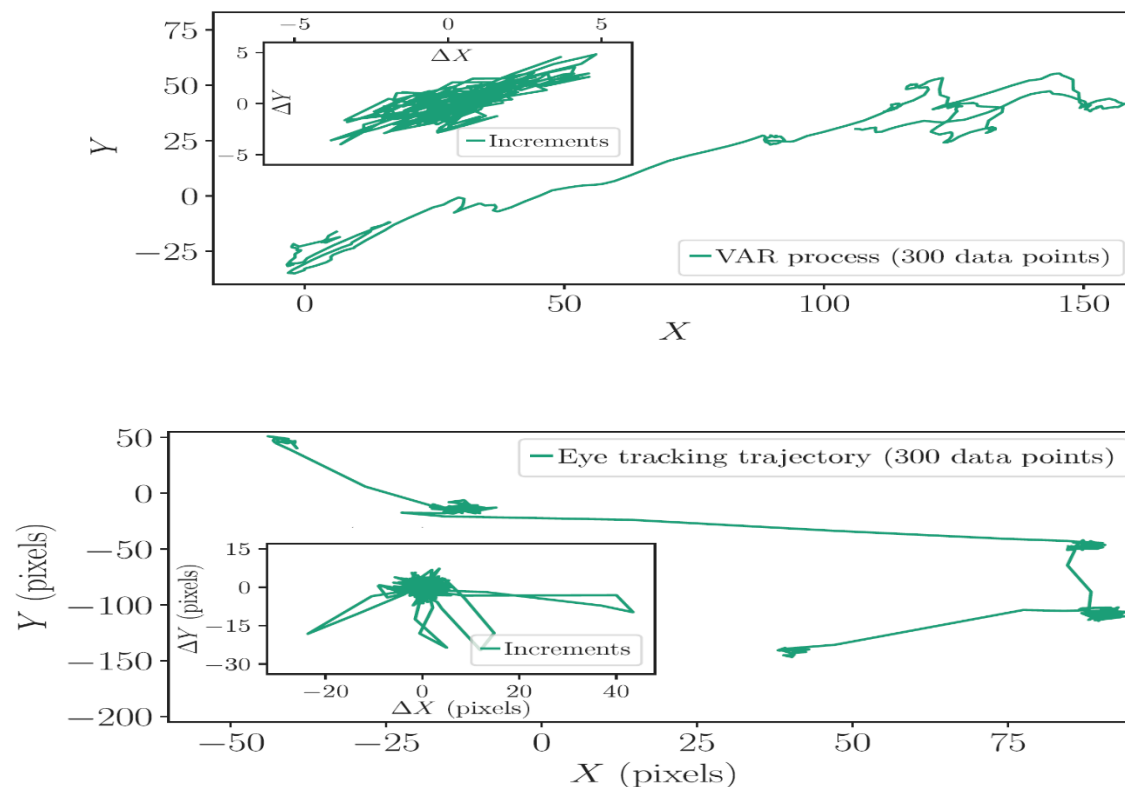 75
50
25
0
−25
Y
−5 0 5
ΔX
5
0
−5
ΔY
Increments
VAR process (300 data points)
0 50 100 150
X
50
0
−50
−100
−150
−200
Y (pixels)
Eye tracking trajectory (300 data points)
15
0
−15
−30
ΔY (pixels)
Increments
−20 0 20 40
ΔX (pixels)
−50 −25 0 25 50 75
X (pixels)